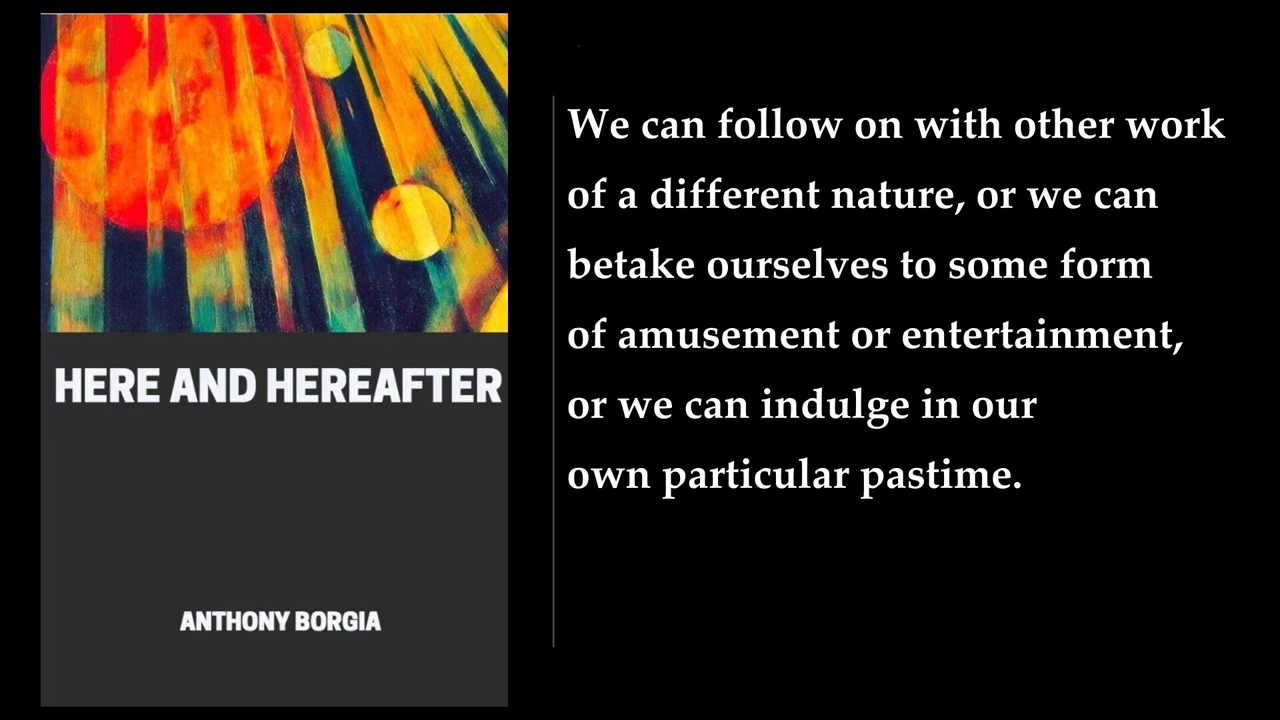 HERE AND HEREAFTER
ANTHONY BORGIA
We can follow on with other work
of a different nature, or we can
betake ourselves to some form
of amusement or entertainment,
or we can indulge in our
own particular pastime.